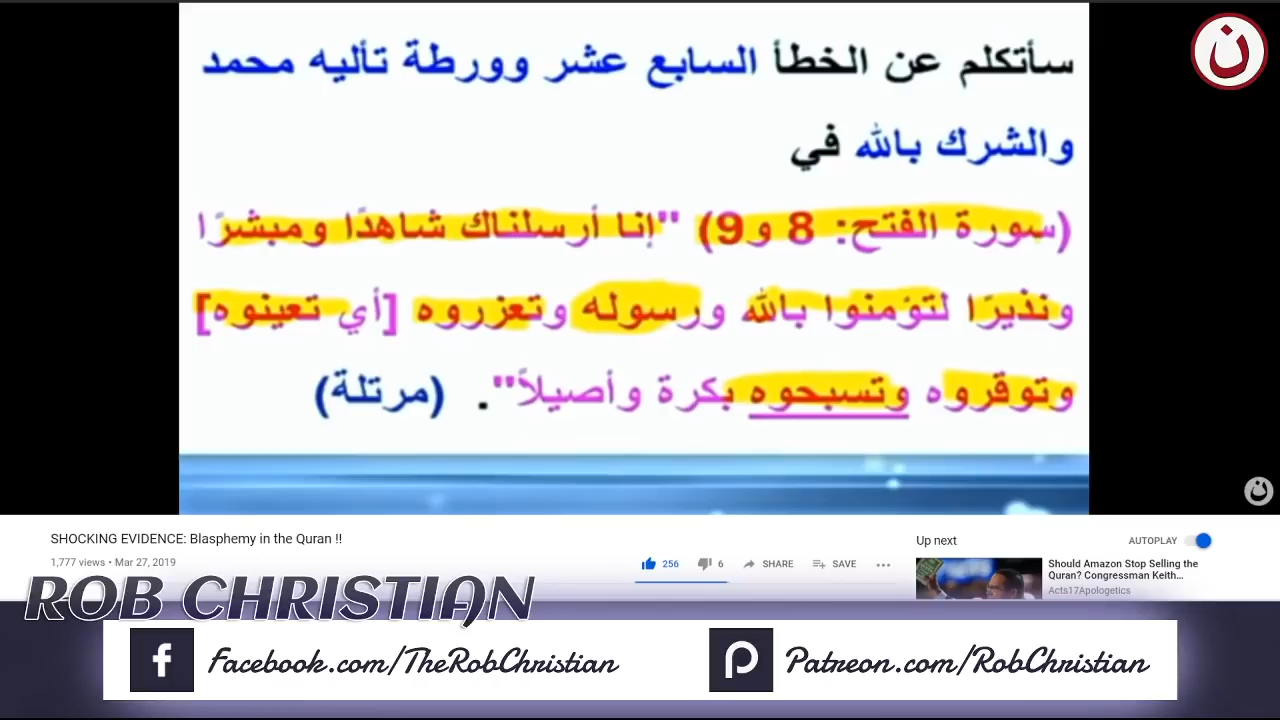 سأتكلم عن الخطأ السابع عشر وورطة تأليه محمد
والشرك بالله في
(سورة الفتح: 8 و9) "إنا أرسلناك شاهدًا ومبشرًا
ونذيرًا لتؤمنوا بالله ورسوله وتعزروه [أي تعينوه]
وتوقروه وتسبحوه بكرة وأصيلاً". (مرتلة)
ن
ن
SHOCKING EVIDENCE: Blasphemy in the Quran !!
1,777 views • Mar 27, 2019
256
6
SHARE
SAVE
Up next
AUTOPLAY
Should Amazon Stop Selling the
Quran? Congressman Keith...
Acts17Apologetics
ROB CHRISTIAN
Facebook.com/TheRobChristian
Patreon.com/RobChristian